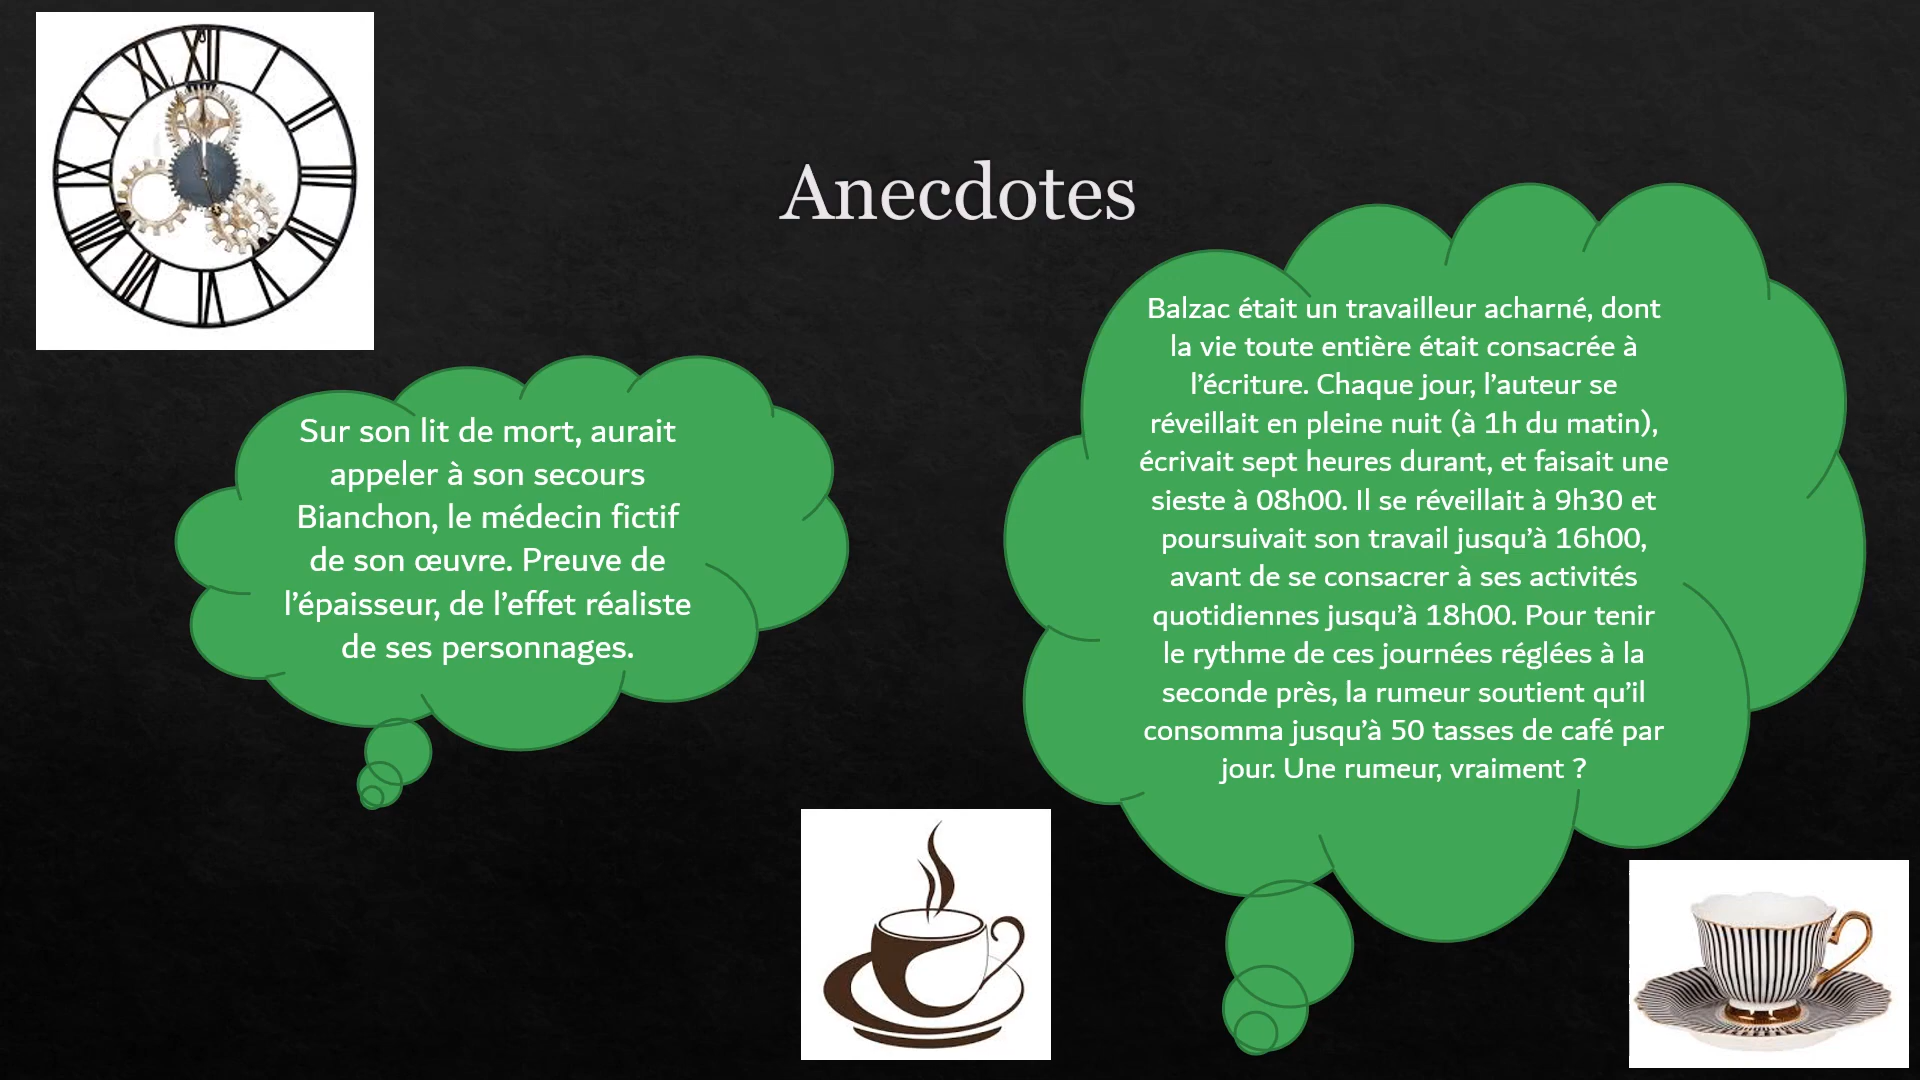 Anecdotes
Sur son lit de mort, aurait
appeler à son secours
Bianchon, le médecin fictif
de son œuvre. Preuve de
l’épaisseur, de l’effet réaliste
de ses personnages.
Balzac était un travailleur acharné, dont
la vie toute entière était consacrée à
l’écriture. Chaque jour, l’auteur se
réveillait en pleine nuit (à 1h du matin),
écrivait sept heures durant, et faisait une
sieste à 08h00. Il se réveillait à 9h30 et
poursuivait son travail jusqu’à 16h00,
avant de se consacrer à ses activités
quotidiennes jusqu’à 18h00. Pour tenir
le rythme de ces journées réglées à la
seconde près, la rumeur soutient qu’il
consomma jusqu’à 50 tasses de café par
jour. Une rumeur, vraiment ?